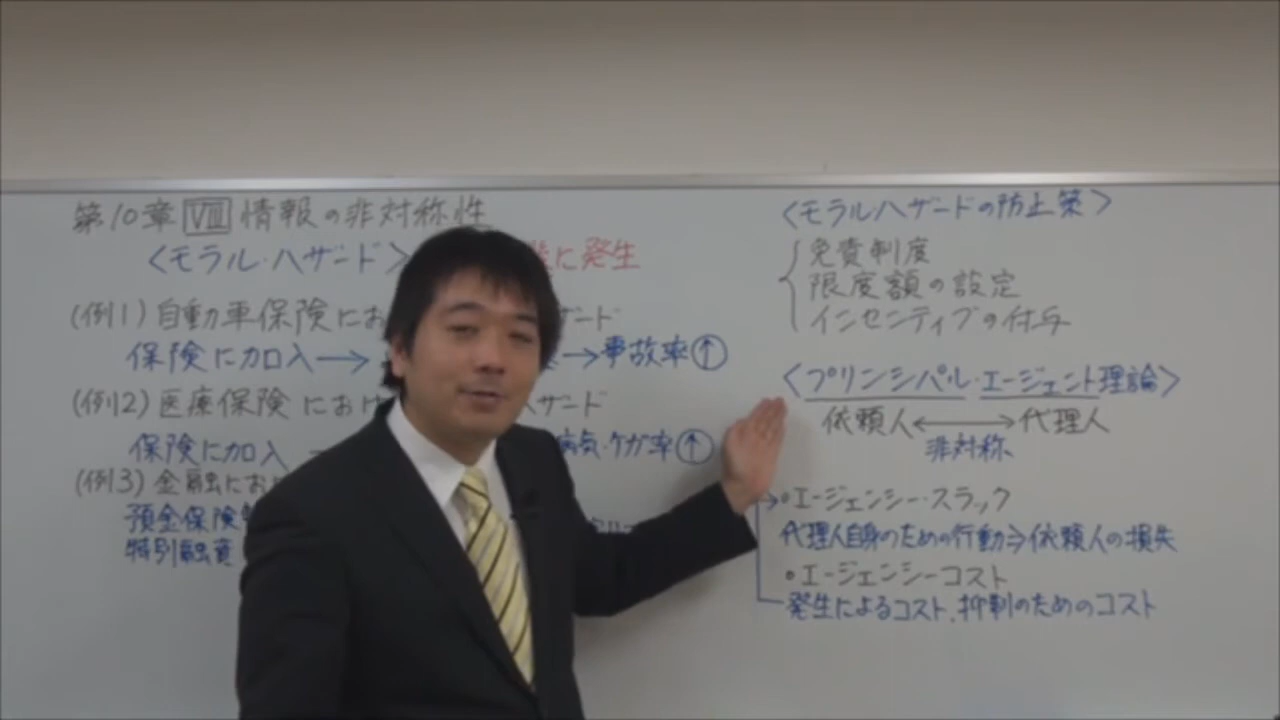 第10章 Ⅷ 情報の非対称性
〈モラル・ハザード〉 に発生
(例1) 自動車保険にお ザード
保険に加入 → → 事故率↑
(例2) 医療保険におけ ハザード
保険に加入 病気・ケガ率↑
(例3) 金融にお
預金保険
特別融資
〈モラルハザードの防止策〉
免責制度
限度額の設定
インセンティブの付与
〈プリンシパル・エージェント理論〉
依頼人 ←→ 代理人
非対称
• エージェンシー・スラック
代理人自身のための行動⇒依頼人の損失
• エージェンシーコスト
発生によるコスト、抑制のためのコスト